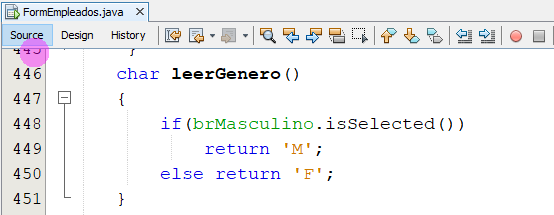 FormEmpleados.java
Source Design History
445 }
446 char leerGenero()
447 {
448 if(brMasculino.isSelected())
449 return 'M';
450 else return 'F';
451 }